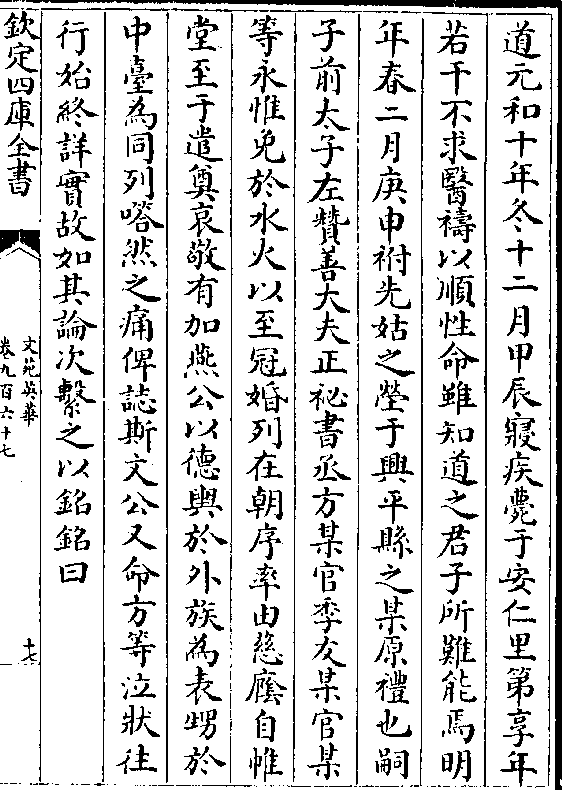 道元和十年冬十二月甲辰寢疾薨于安仁里第享年
若干不求醫禱以順性命雖知道之君子所難能焉明
年春二月庚申祔先姑之塋于興平縣之某原禮也嗣
子前太子左贊善大夫正祕書丞方某官季友某官某
等永惟免於水火以至冠婚列在朝序率由慈廕自帷
堂至于遣奠哀敬有加燕公以德輿於外族為表甥於
中臺為同列嗒然之痛俾誌斯文公又命方等泣狀往
行始終詳實故如其論次繫之以銘銘曰
欽定四庫全書
文苑英華
卷九百六十七
十七